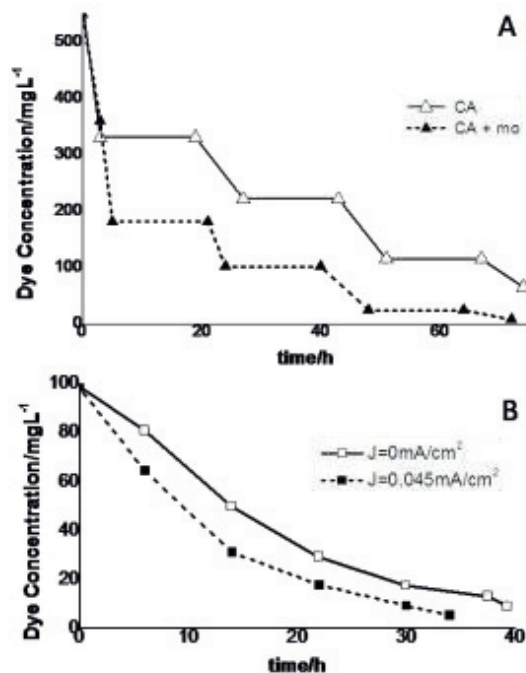 A
500
400
300
200
100
0
Dye Concentration/mgL⁻¹
CA
CA + mo
0 20 40 60
time/h
B
100
80
60
40
20
0
Dye Concentration/mgL⁻¹
J=0mA/cm²
J=0.045mA/cm²
0 10 20 30 40
time/h